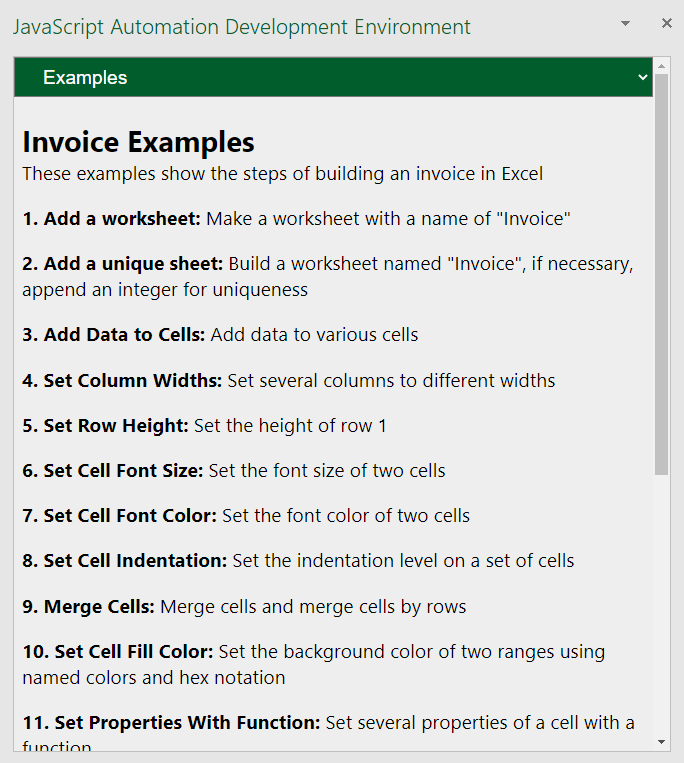 JavaScript Automation Development Environment
Examples
Invoice Examples
These examples show the steps of building an invoice in Excel
1. Add a worksheet: Make a worksheet with a name of "Invoice"
2. Add a unique sheet: Build a worksheet named "Invoice", if necessary,
append an integer for uniqueness
3. Add Data to Cells: Add data to various cells
4. Set Column Widths: Set several columns to different widths
5. Set Row Height: Set the height of row 1
6. Set Cell Font Size: Set the font size of two cells
7. Set Cell Font Color: Set the font color of two cells
8. Set Cell Indentation: Set the indentation level on a set of cells
9. Merge Cells: Merge cells and merge cells by rows
10. Set Cell Fill Color: Set the background color of two ranges using
named colors and hex notation
11. Set Properties With Function: Set several properties of a cell with a
function